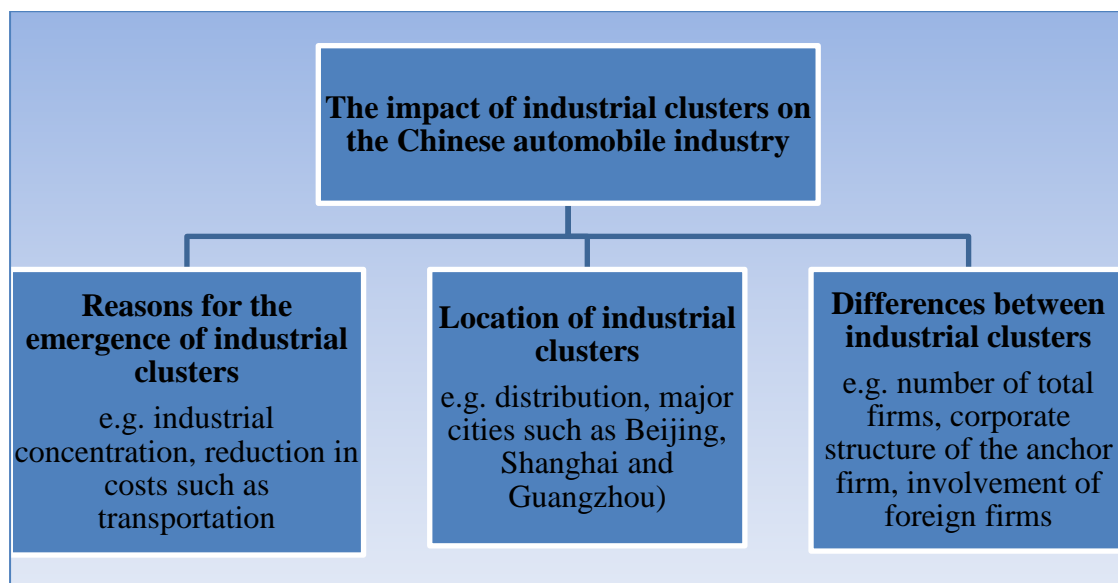 The impact of industrial clusters on
the Chinese automobile industry
Reasons for the
emergence of industrial
clusters
e.g. industrial
concentration, reduction in
costs such as
transportation
Location of industrial
clusters
e.g. distribution, major
cities such as Beijing,
Shanghai and
Guangzhou)
Differences between
industrial clusters
e.g. number of total
firms, corporate
structure of the anchor
firm, involvement of
foreign firms